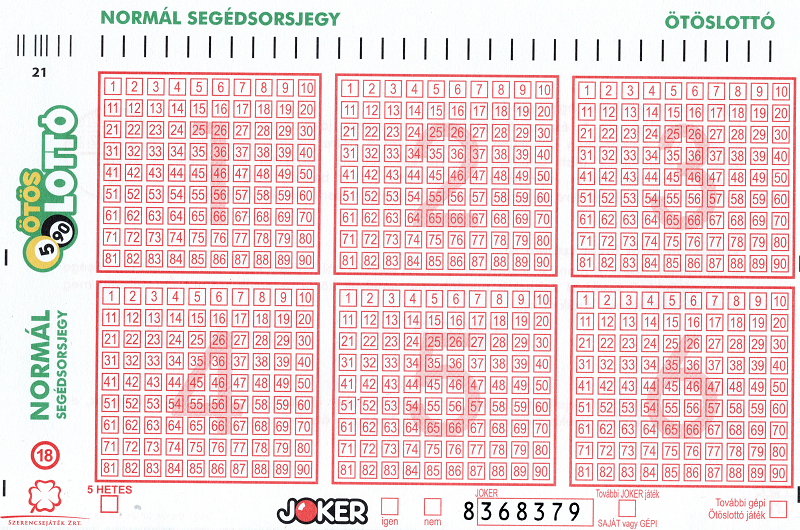 NORMÁL SEGÉDSORSJEGY ÖTÖSLOTTÓ
21
ÖTÖS LOTTÓ
5 90
NORMÁL
SEGÉDSORSJEGY
18
SZERENCSEJÁTÉK ZRT.
1
1 2 3 4 5 6 7 8 9 10
11 12 13 14 15 16 17 18 19 20
21 22 23 24 25 26 27 28 29 30
31 32 33 34 35 36 37 38 39 40
41 42 43 44 45 46 47 48 49 50
51 52 53 54 55 56 57 58 59 60
61 62 63 64 65 66 67 68 69 70
71 72 73 74 75 76 77 78 79 80
81 82 83 84 85 86 87 88 89 90
2
1 2 3 4 5 6 7 8 9 10
11 12 13 14 15 16 17 18 19 20
21 22 23 24 25 26 27 28 29 30
31 32 33 34 35 36 37 38 39 40
41 42 43 44 45 46 47 48 49 50
51 52 53 54 55 56 57 58 59 60
61 62 63 64 65 66 67 68 69 70
71 72 73 74 75 76 77 78 79 80
81 82 83 84 85 86 87 88 89 90
3
1 2 3 4 5 6 7 8 9 10
11 12 13 14 15 16 17 18 19 20
21 22 23 24 25 26 27 28 29 30
31 32 33 34 35 36 37 38 39 40
41 42 43 44 45 46 47 48 49 50
51 52 53 54 55 56 57 58 59 60
61 62 63 64 65 66 67 68 69 70
71 72 73 74 75 76 77 78 79 80
81 82 83 84 85 86 87 88 89 90
4
1 2 3 4 5 6 7 8 9 10
11 12 13 14 15 16 17 18 19 20
21 22 23 24 25 26 27 28 29 30
31 32 33 34 35 36 37 38 39 40
41 42 43 44 45 46 47 48 49 50
51 52 53 54 55 56 57 58 59 60
61 62 63 64 65 66 67 68 69 70
71 72 73 74 75 76 77 78 79 80
81 82 83 84 85 86 87 88 89 90
5
1 2 3 4 5 6 7 8 9 10
11 12 13 14 15 16 17 18 19 20
21 22 23 24 25 26 27 28 29 30
31 32 33 34 35 36 37 38 39 40
41 42 43 44 45 46 47 48 49 50
51 52 53 54 55 56 57 58 59 60
61 62 63 64 65 66 67 68 69 70
71 72 73 74 75 76 77 78 79 80
81 82 83 84 85 86 87 88 89 90
6
1 2 3 4 5 6 7 8 9 10
11 12 13 14 15 16 17 18 19 20
21 22 23 24 25 26 27 28 29 30
31 32 33 34 35 36 37 38 39 40
41 42 43 44 45 46 47 48 49 50
51 52 53 54 55 56 57 58 59 60
61 62 63 64 65 66 67 68 69 70
71 72 73 74 75 76 77 78 79 80
81 82 83 84 85 86 87 88 89 90
5 HETES
JOKER
igen nem
JOKER
8368379
További JOKER játék
SAJÁT vagy GÉPI
További gépi
Ötöslottó játék